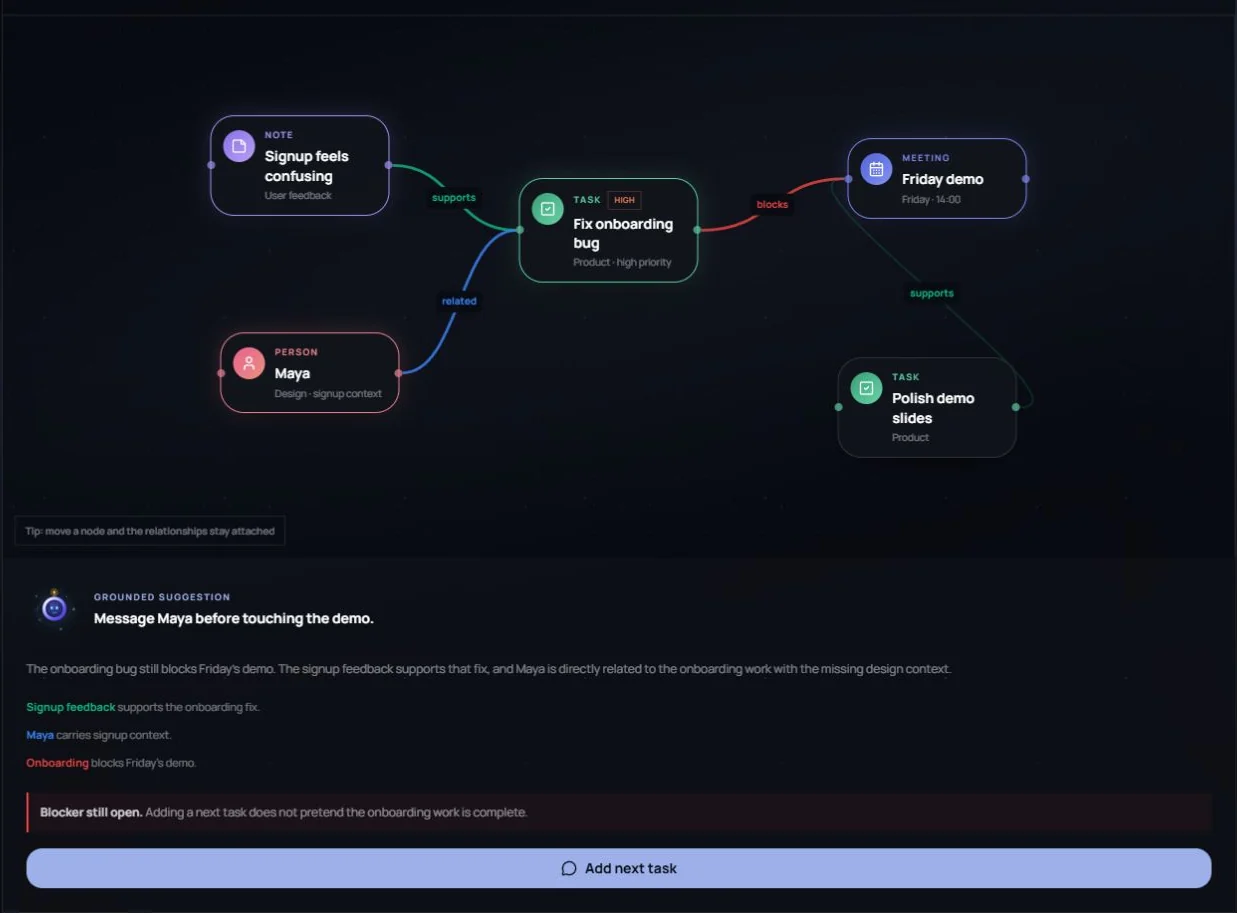 NOTE
Signup feels
confusing
User feedback
supports
TASK HIGH
Fix onboarding
bug
Product · high priority
blocks
MEETING
Friday demo
Friday · 14:00
related
supports
PERSON
Maya
Design · signup context
TASK
Polish demo
slides
Product
Tip: move a node and the relationships stay attached
GROUNDED SUGGESTION
Message Maya before touching the demo.
The onboarding bug still blocks Friday's demo. The signup feedback supports that fix, and Maya is directly related to the onboarding work with the missing design context.
Signup feedback supports the onboarding fix.
Maya carries signup context.
Onboarding blocks Friday's demo.
Blocker still open. Adding a next task does not pretend the onboarding work is complete.
Add next task